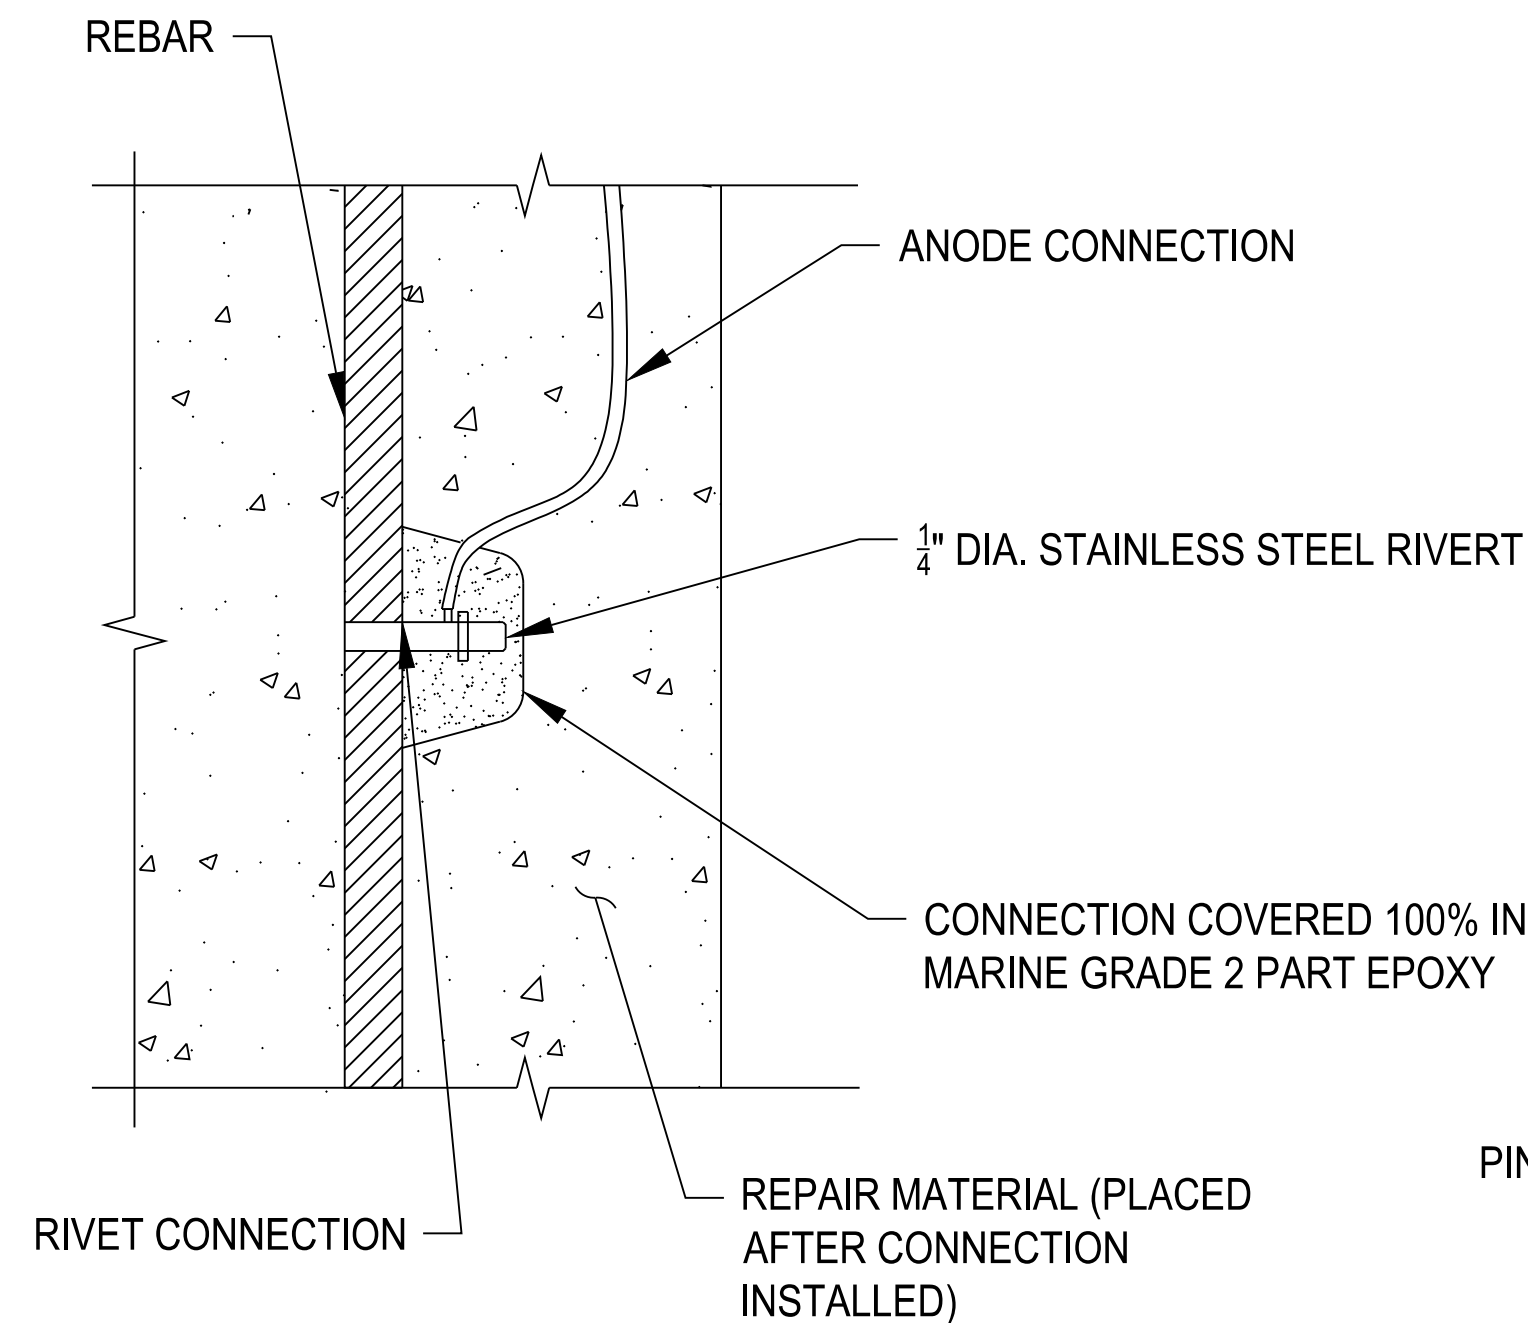 REBAR
ANODE CONNECTION
1/4" DIA. STAINLESS STEEL RIVERT
CONNECTION COVERED 100% IN
MARINE GRADE 2 PART EPOXY
PIN
REPAIR MATERIAL (PLACED
AFTER CONNECTION
INSTALLED)
RIVET CONNECTION